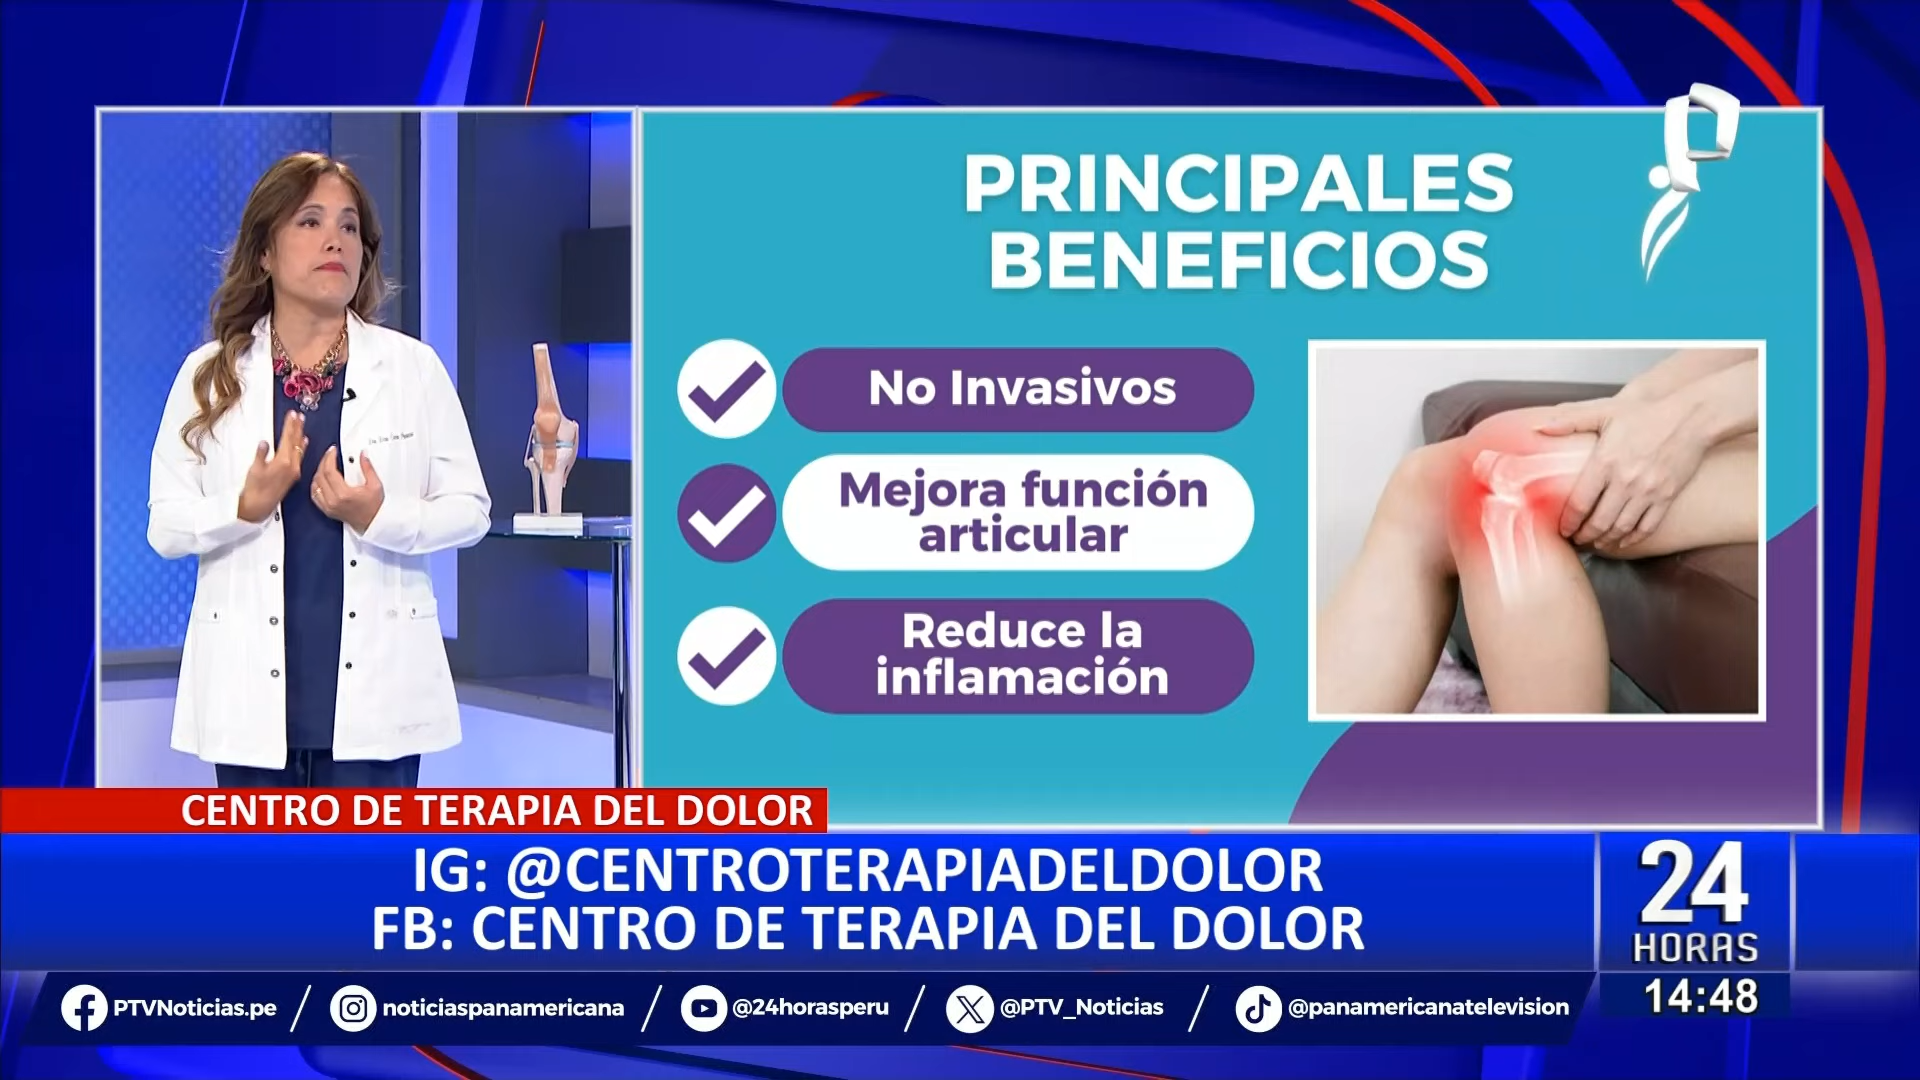 PRINCIPALES
BENEFICIOS
No Invasivos
Mejora función
articular
Reduce la
inflamación
CENTRO DE TERAPIA DEL DOLOR
IG: @CENTROTERAPIADELDOLOR
FB: CENTRO DE TERAPIA DEL DOLOR
24
HORAS
14:48
PTVNoticias.pe / noticiaspanamericana / @24horasperu / @PTV_Noticias / @panamericanatelevision